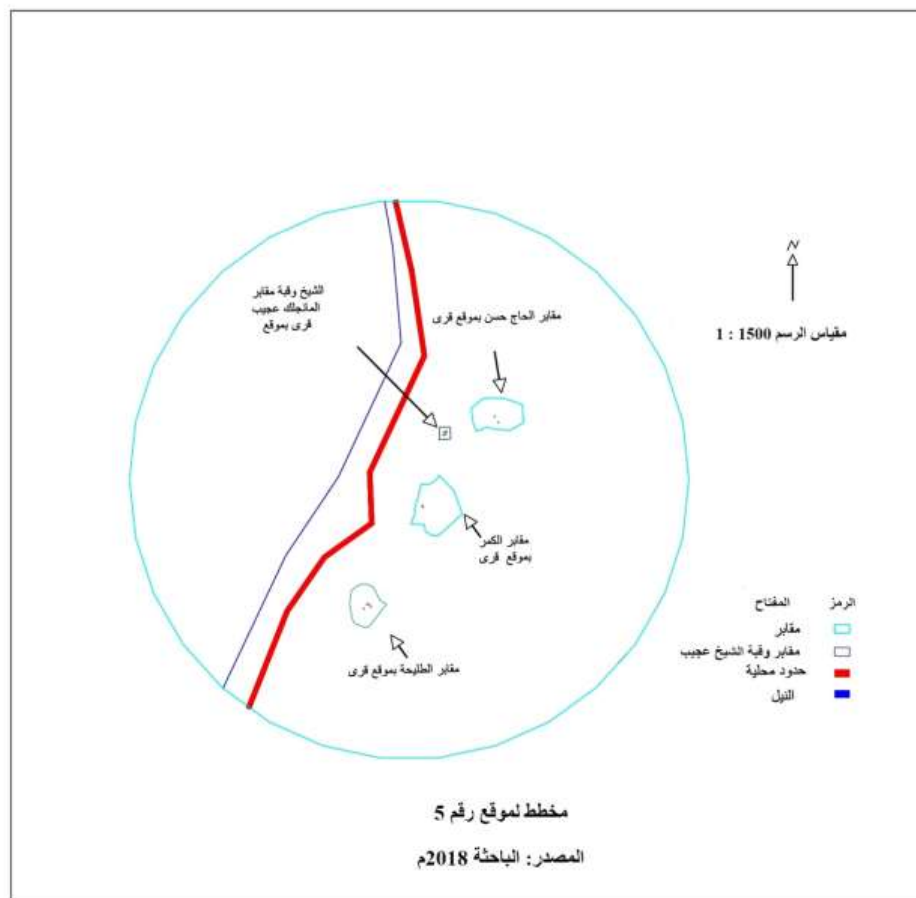 N
الشيخ وقبة مقابر
المانجلك عجيب
قرى بموقع
مقابر الحاج حسن بموقع قرى
مقياس الرسم 1500 : 1
مقابر الكمر
بموقع قرى
مقابر الطليحة بموقع قرى
الرمز المفتاح
مقابر
مقابر وقبة الشيخ عجيب
حدود محلية
النيل
مخطط لموقع رقم 5
المصدر: الباحثة 2018م